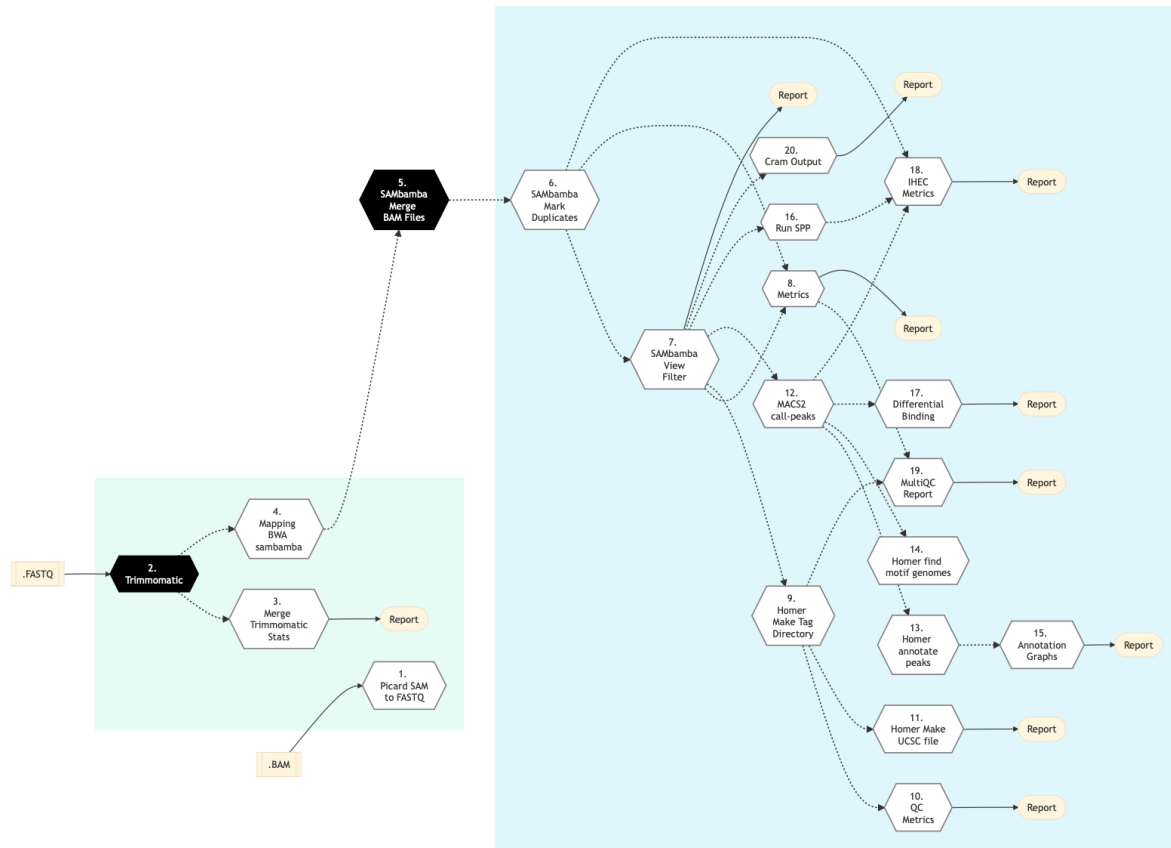 Report
Report
20.
Cram Output
18.
IHEC
Metrics
Report
5.
SAMbamba
Merge
BAM Files
6.
SAMbamba
Mark
Duplicates
16.
Run SPP
8.
Metrics
Report
7.
SAMbamba
View
Filter
12.
MACS2
call-peaks
17.
Differential
Binding
Report
19.
MultiQC
Report
Report
4.
Mapping
BWA
sambamba
14.
Homer find
motif genomes
.FASTQ
2.
Trimmomatic
3.
Merge
Trimmomatic
Stats
Report
9.
Homer
Make Tag
Directory
13.
Homer
annotate
peaks
15.
Annotation
Graphs
Report
1.
Picard SAM
to FASTQ
11.
Homer Make
UCSC file
Report
.BAM
10.
QC
Metrics
Report